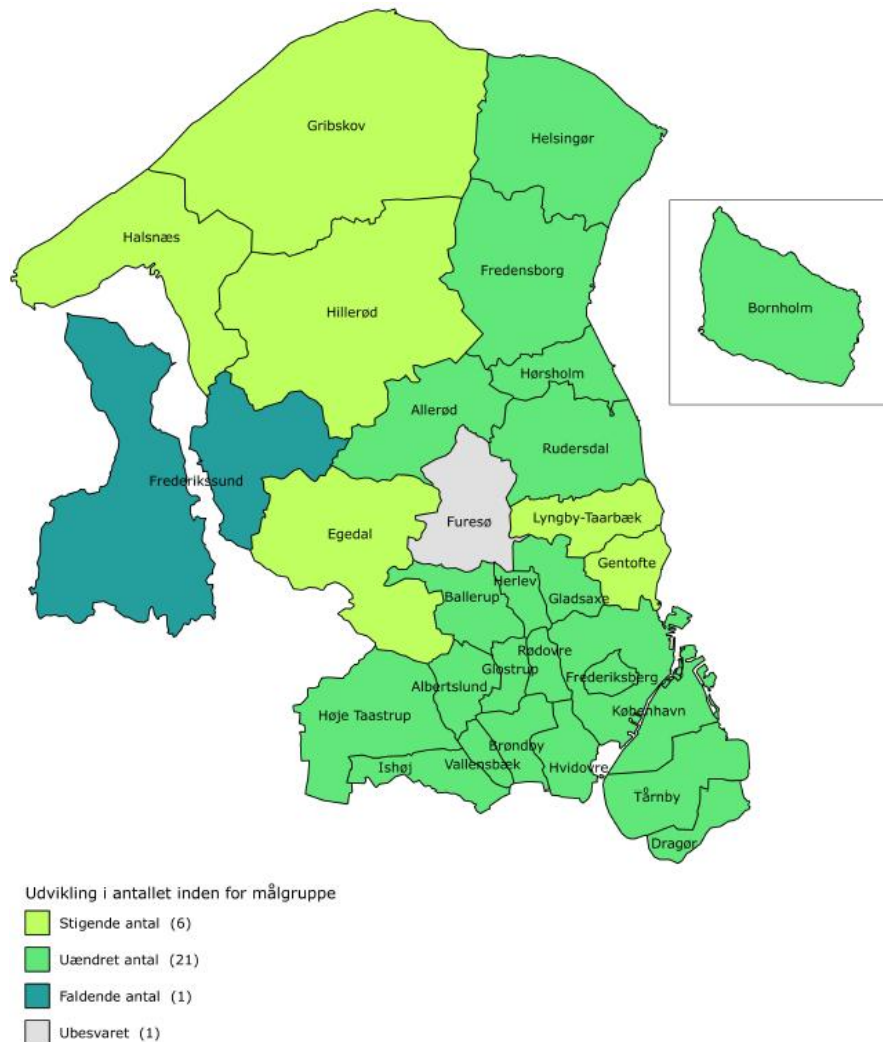 Gribskov
Helsingør
Halsnæs
Fredensborg
Hillerød
Bornholm
Hørsholm
Allerød
Rudersdal
Frederikssund
Furesø
Lyngby-Taarbæk
Egedal
Gentofte
Herlev
Ballerup
Gladsaxe
Rødovre
Glostrup
Frederiksberg
Albertslund
København
Høje Taastrup
Brøndby
Vallensbæk
Ishøj
Hvidovre
Tårnby
Dragør
Udvikling i antallet inden for målgruppe
Stigende antal (6)
Uændret antal (21)
Faldende antal (1)
Ubesvaret (1)